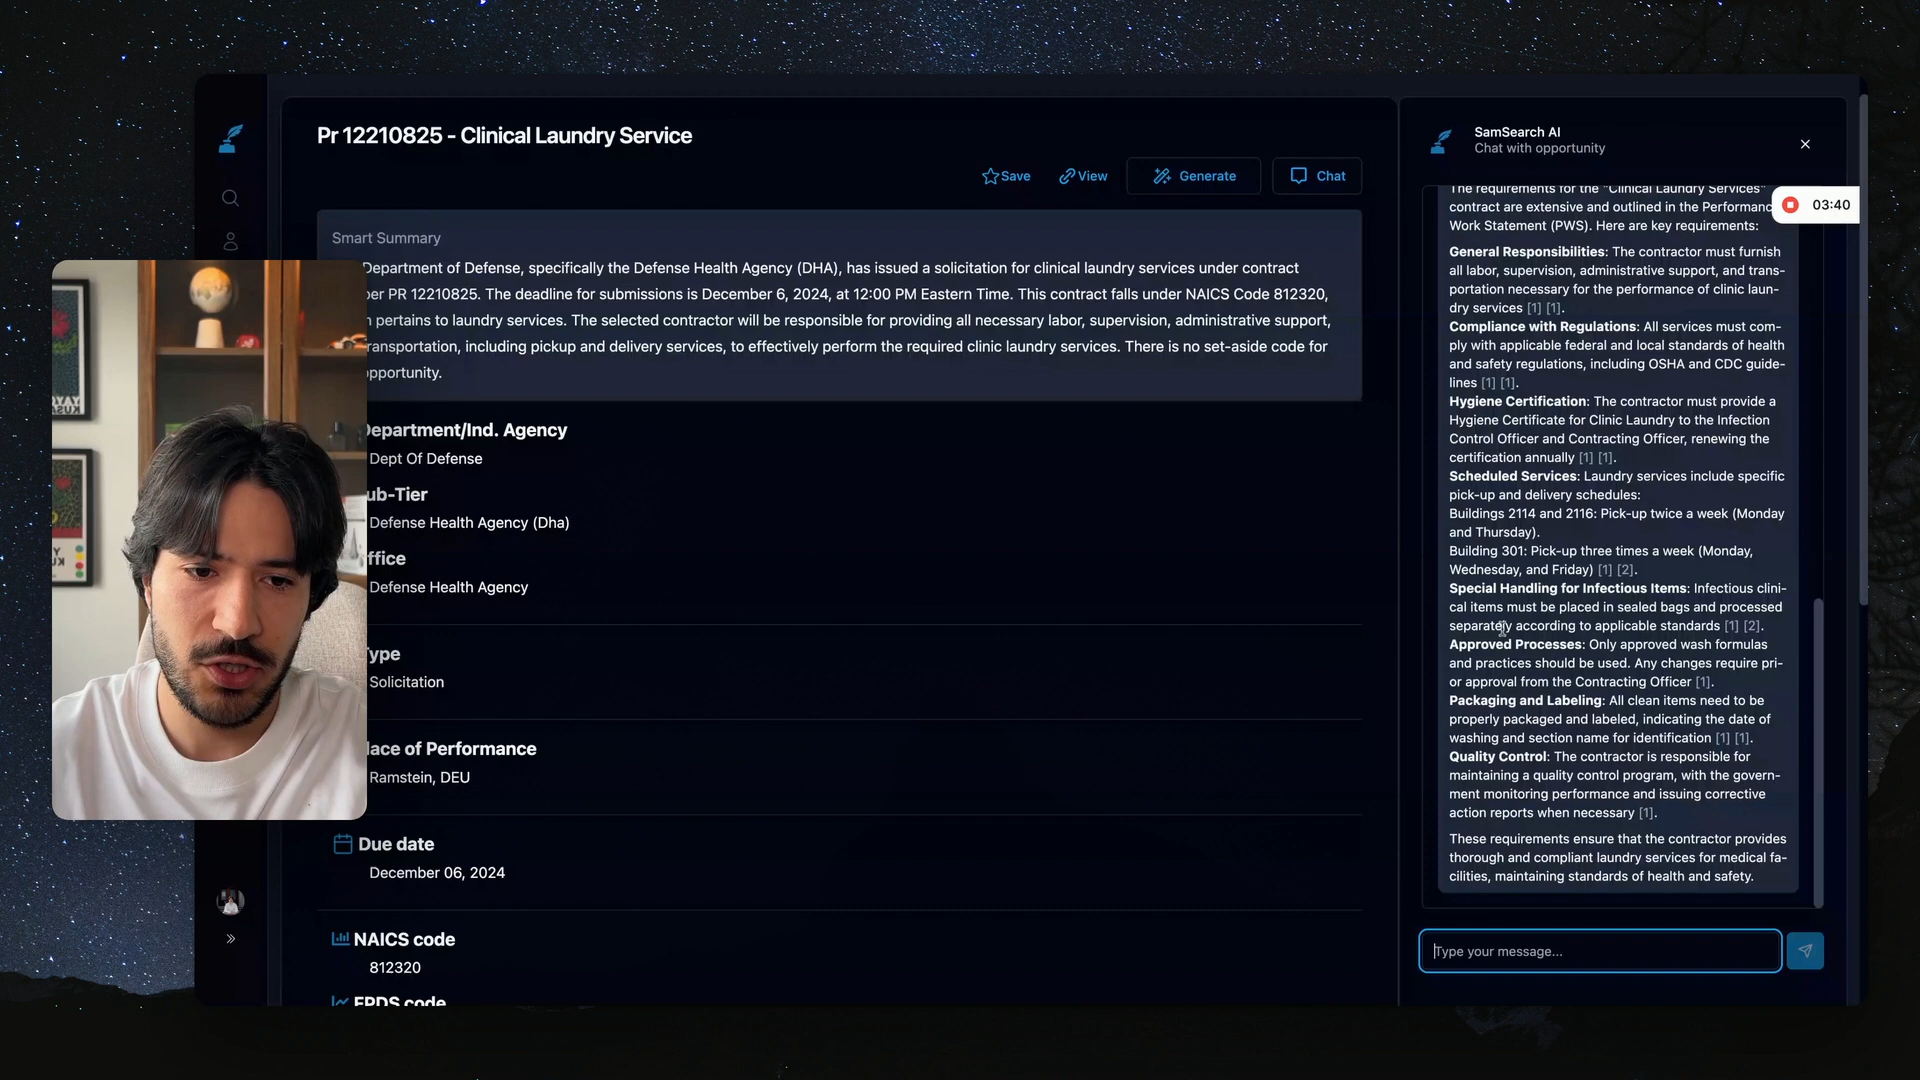 Pr 12210825 - Clinical Laundry Service
Save
View
Generate
Chat
Smart Summary
Department of Defense, specifically the Defense Health Agency (DHA), has issued a solicitation for clinical laundry services under contract
er PR 12210825. The deadline for submissions is December 6, 2024, at 12:00 PM Eastern Time. This contract falls under NAICS Code 812320,
pertains to laundry services. The selected contractor will be responsible for providing all necessary labor, supervision, administrative support,
ransportation, including pickup and delivery services, to effectively perform the required clinic laundry services. There is no set-aside code for
pportunity.
Department/Ind. Agency
Dept Of Defense
ub-Tier
Defense Health Agency (Dha)
ffice
Defense Health Agency
ype
Solicitation
lace of Performance
Ramstein, DEU
Due date
December 06, 2024
NAICS code
812320
FPDS code
SamSearch AI
Chat with opportunity
03:40
The requirements for the "Clinical Laundry Services"
contract are extensive and outlined in the Performanc
Work Statement (PWS). Here are key requirements:
General Responsibilities: The contractor must furnish
all labor, supervision, administrative support, and trans-
portation necessary for the performance of clinic laun-
dry services [1] [1].
Compliance with Regulations: All services must com-
ply with applicable federal and local standards of health
and safety regulations, including OSHA and CDC guide-
lines [1] [1].
Hygiene Certification: The contractor must provide a
Hygiene Certificate for Clinic Laundry to the Infection
Control Officer and Contracting Officer, renewing the
certification annually [1] [1].
Scheduled Services: Laundry services include specific
pick-up and delivery schedules:
Buildings 2114 and 2116: Pick-up twice a week (Monday
and Thursday).
Building 301: Pick-up three times a week (Monday,
Wednesday, and Friday) [1] [2].
Special Handling for Infectious Items: Infectious clini-
cal items must be placed in sealed bags and processed
separately according to applicable standards [1] [2].
Approved Processes: Only approved wash formulas
and practices should be used. Any changes require pri-
or approval from the Contracting Officer [1].
Packaging and Labeling: All clean items need to be
properly packaged and labeled, indicating the date of
washing and section name for identification [1] [1].
Quality Control: The contractor is responsible for
maintaining a quality control program, with the govern-
ment monitoring performance and issuing corrective
action reports when necessary [1].
These requirements ensure that the contractor provides
thorough and compliant laundry services for medical fa-
cilities, maintaining standards of health and safety.
Type your message...